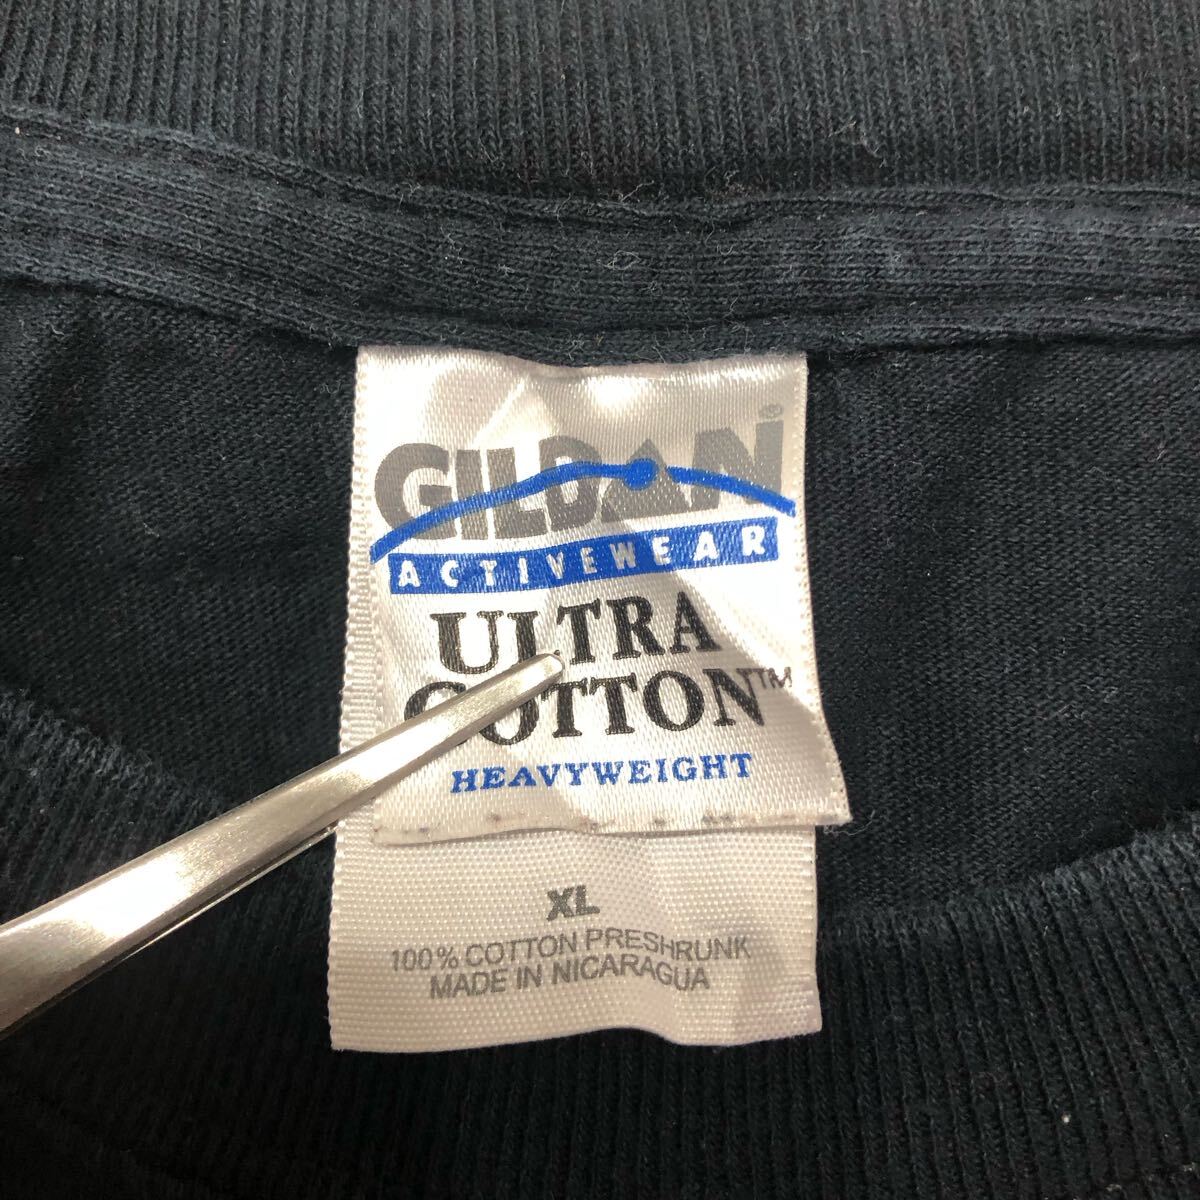 GILDAN®
ACTIVEWEAR
ULTRA
COTTON™
HEAVYWEIGHT
XL
100% COTTON PRESHRUNK
MADE IN NICARAGUA